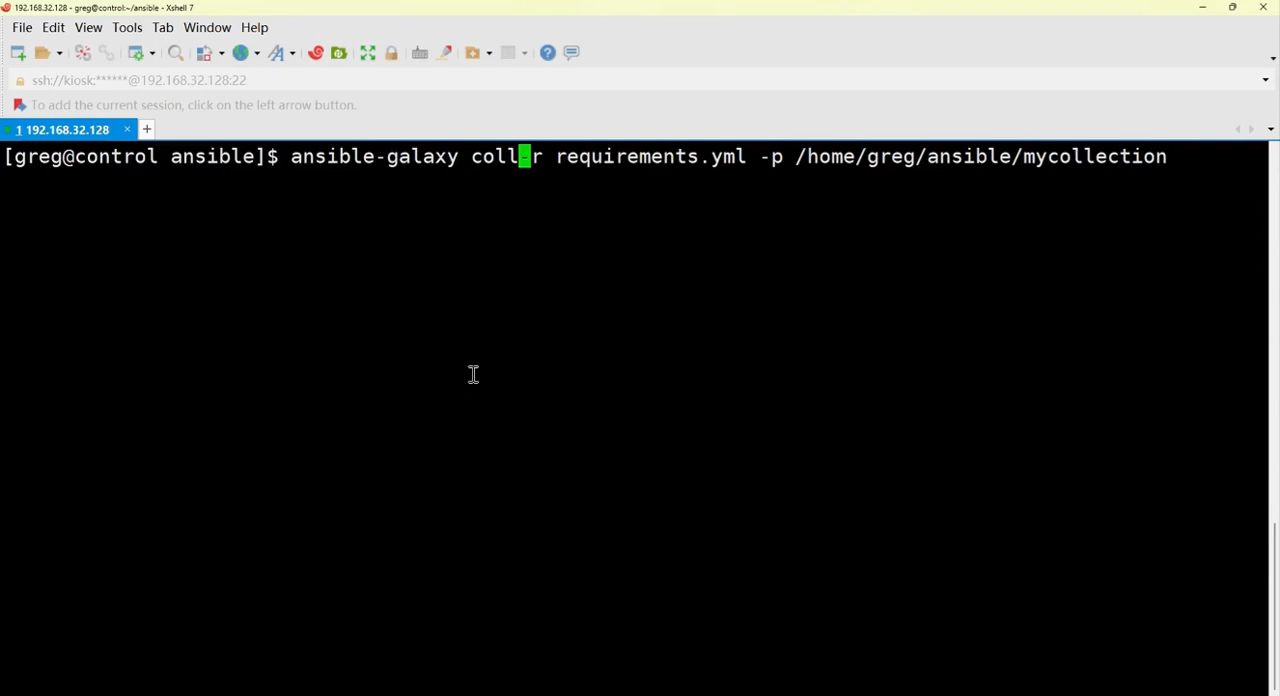 192.168.32.128 - greg@control:~/ansible - Xshell 7
File Edit View Tools Tab Window Help
ssh://kiosk:******@192.168.32.128:22
To add the current session, click on the left arrow button.
1 192.168.32.128 × +
[greg@control ansible]$ ansible-galaxy coll-r requirements.yml -p /home/greg/ansible/mycollection